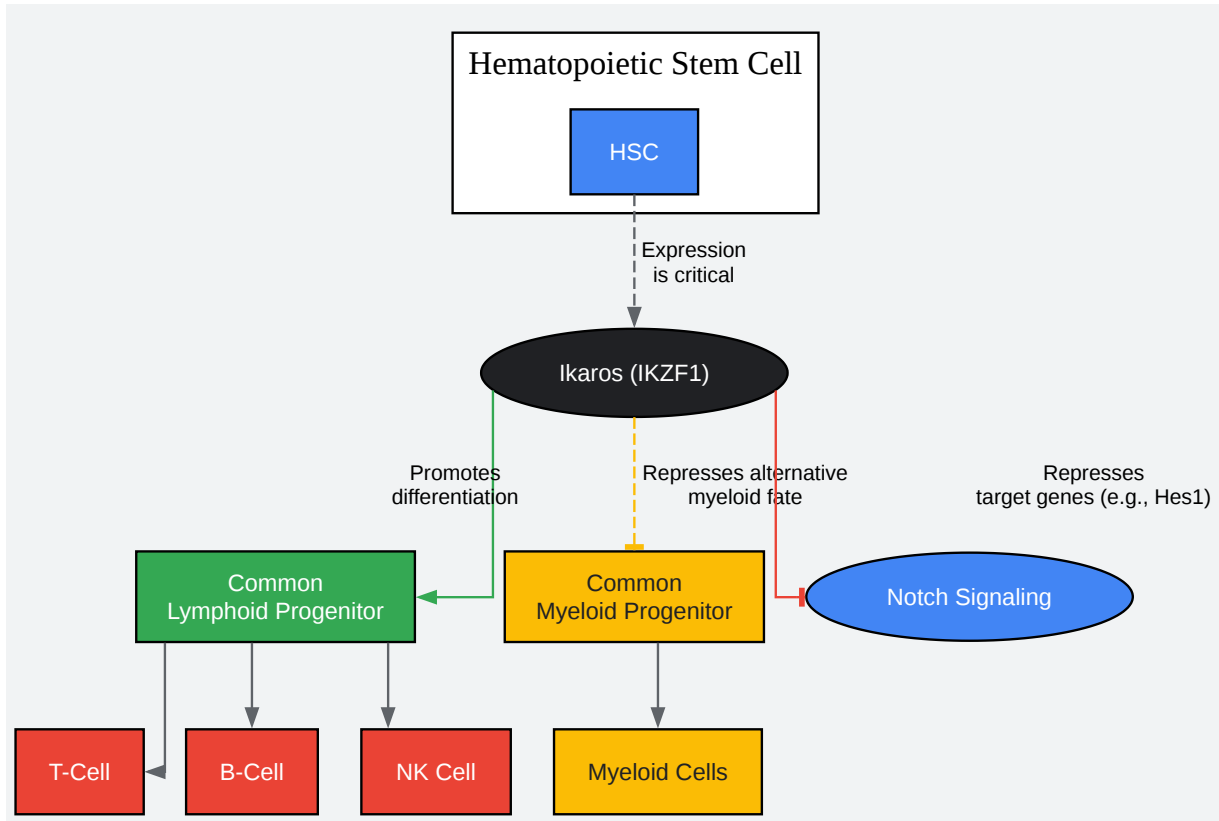 Hematopoietic Stem Cell
HSC
Expression
is critical
Ikaros (IKZF1)
Promotes
differentiation
Represses alternative
myeloid fate
Represses
target genes (e.g., Hes1)
Common
Lymphoid Progenitor
Common
Myeloid Progenitor
Notch Signaling
T-Cell
B-Cell
NK Cell
Myeloid Cells